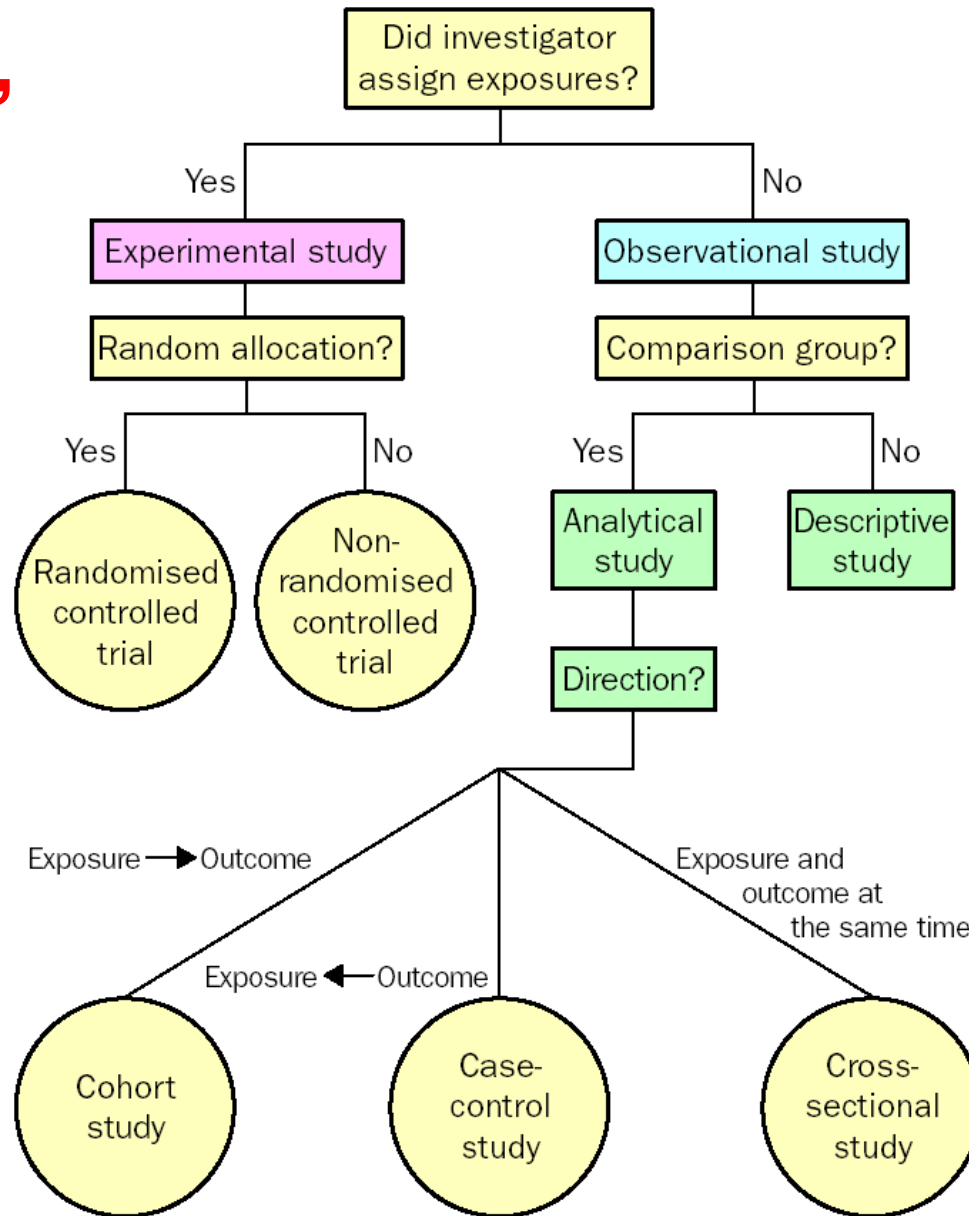 Did investigator
assign exposures?
Yes
No
Experimental study
Observational study
Random allocation?
Comparison group?
Yes
No
Yes
No
Randomised
controlled
trial
Non-
randomised
controlled
trial
Analytical
study
Descriptive
study
Direction?
Exposure → Outcome
Exposure and
outcome at
the same time
Exposure ← Outcome
Cohort
study
Case-
control
study
Cross-
sectional
study